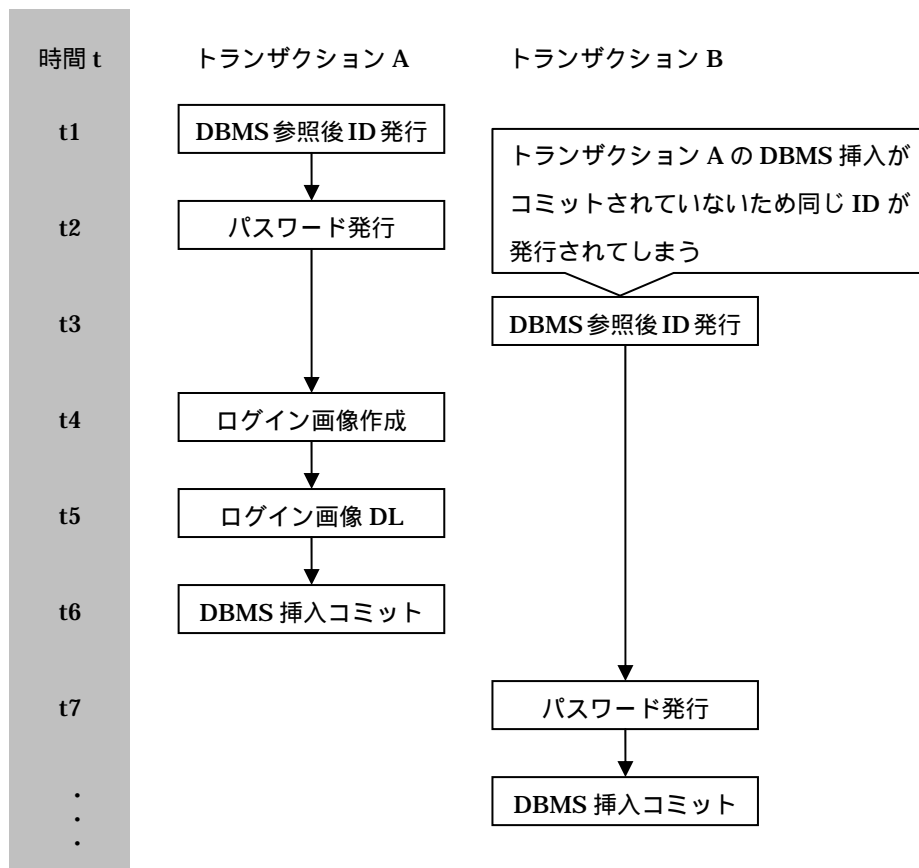 時間 t
トランザクション A
トランザクション B
t1
DBMS 参照後 ID 発行
トランザクション A の DBMS 挿入が
コミットされていないため同じ ID が
発行されてしまう
t2
パスワード発行
t3
DBMS 参照後 ID 発行
t4
ログイン画像作成
t5
ログイン画像 DL
t6
DBMS 挿入コミット
t7
パスワード発行
DBMS 挿入コミット
・
・
・